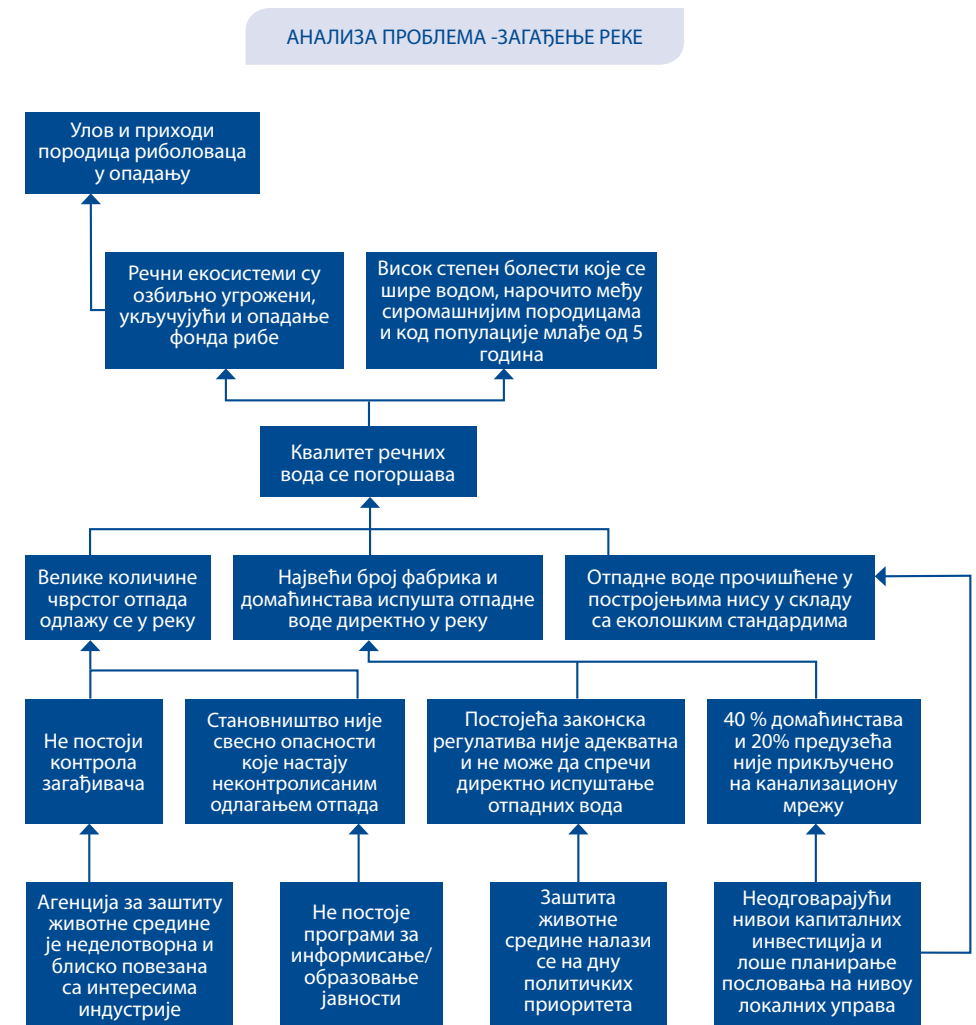 АНАЛИЗА ПРОБЛЕМА -ЗАГАЂЕЊЕ РЕКЕ
Улов и приходи
породица риболоваца
у опадању
Речни екосистеми су
озбиљно угрожени,
укључујући и опадање
фонда рибе
Висок степен болести које се
шире водом, нарочито међу
сиромашнијим породицама
и код популације млађе од 5
година
Квалитет речних
вода се погоршава
Велике количине
чврстог отпада
одлажу се у реку
Највећи број фабрика и
домаћинстава испушта отпадне
воде директно у реку
Отпадне воде прочишћене у
постројењима нису у складу
са еколошким стандардима
Не постоји
контрола
загађивача
Становништво није
свесно опасности
које настају
неконтролисаним
одлагањем отпада
Постојећа законска
регулатива није адекватна
и не може да спречи
директно испуштање
отпадних вода
40 % домаћинстава
и 20% предузећа
није прикључено
на канализациону
мрежу
Агенција за заштиту
животне средине
је неделотворна и
блиско повезана
са интересима
индустрије
Не постоје
програми за
информисање/
образовање
јавности
Заштита
животне
средине налази
се на дну
политичких
приоритета
Неодговарајући
нивои капиталних
инвестиција и
лоше планирање
пословања на нивоу
локалних управа